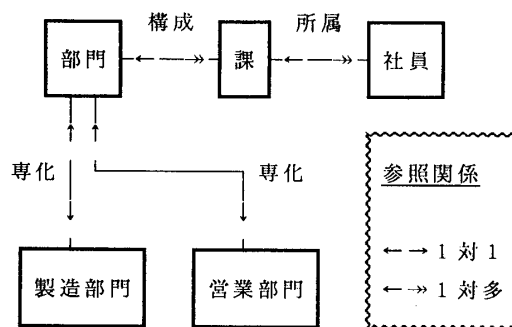 構成
所属
部門
課
社員
専化
専化
参照関係
←→ 1対1
←↠ 1対多
製造部門
営業部門